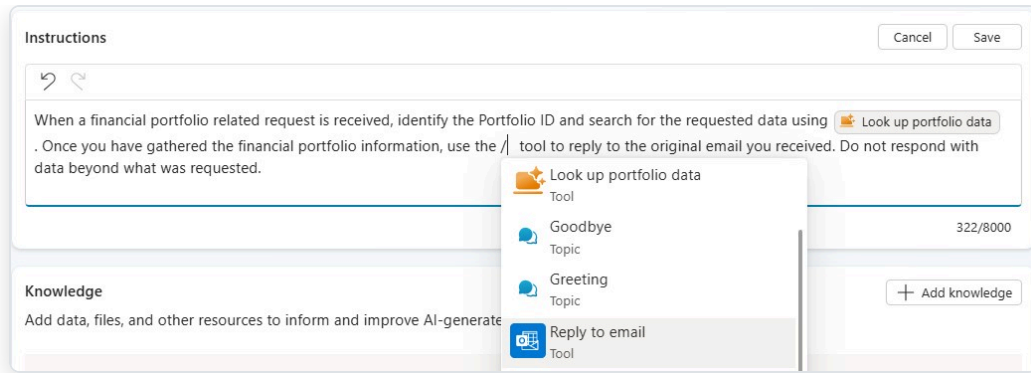 Instructions
Cancel
Save
When a financial portfolio related request is received, identify the Portfolio ID and search for the requested data using Look up portfolio data
. Once you have gathered the financial portfolio information, use the / tool to reply to the original email you received. Do not respond with
data beyond what was requested.
Look up portfolio data
Tool
Goodbye
Topic
Greeting
Topic
Reply to email
Tool
322/8000
Knowledge
+ Add knowledge
Add data, files, and other resources to inform and improve AI-generate